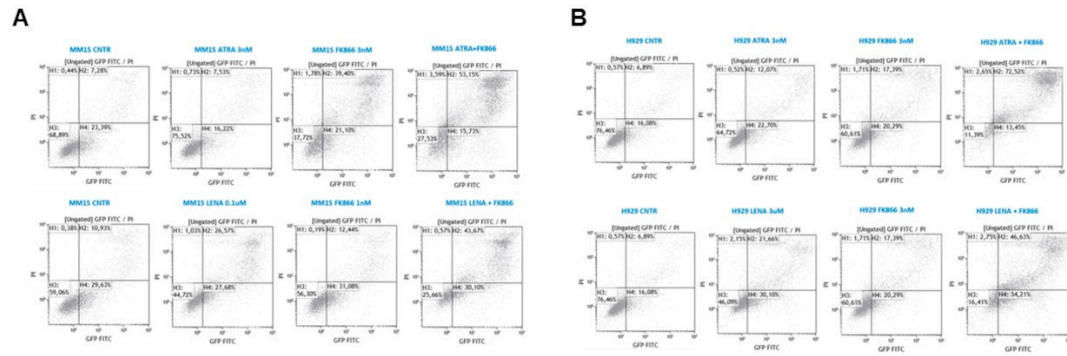 A
B
MM1S CNTR
MM1S ATRA 3nM
MM1S FK866 3nM
MM1S ATRA+FK866
[Ungated] GFP FITC / PI
[Ungated] GFP FITC / PI
[Ungated] GFP FITC / PI
[Ungated] GFP FITC / PI
H1: 0,44% H2: 7,28%
H1: 0,73% H2: 7,53%
H1: 1,78% H2: 39,40%
H1: 3,59% H2: 53,15%
PI
PI
PI
PI
H3: 68,89% H4: 23,39%
H3: 75,52% H4: 16,22%
H3: 37,72% H4: 21,10%
H3: 27,53% H4: 15,73%
GFP FITC
GFP FITC
GFP FITC
GFP FITC
H929 CNTR
H929 ATRA 3nM
H929 FK866 3nM
H929 ATRA + FK866
[Ungated] GFP FITC / PI
[Ungated] GFP FITC / PI
[Ungated] GFP FITC / PI
[Ungated] GFP FITC / PI
H1: 0,57% H2: 6,89%
H1: 0,52% H2: 12,07%
H1: 1,71% H2: 17,39%
H1: 2,65% H2: 72,52%
PI
PI
PI
PI
H3: 76,46% H4: 16,08%
H3: 64,72% H4: 22,70%
H3: 60,61% H4: 20,29%
H3: 11,39% H4: 13,45%
GFP FITC
GFP FITC
GFP FITC
GFP FITC
MM1S CNTR
MM1S LENA 0.1uM
MM1S FK866 1nM
MM1S LENA + FK866
[Ungated] GFP FITC / PI
[Ungated] GFP FITC / PI
[Ungated] GFP FITC / PI
[Ungated] GFP FITC / PI
H1: 0,38% H2: 10,93%
H1: 1,03% H2: 26,57%
H1: 0,19% H2: 12,44%
H1: 0,57% H2: 43,67%
PI
PI
PI
PI
H3: 59,06% H4: 29,63%
H3: 44,72% H4: 27,68%
H3: 56,30% H4: 31,08%
H3: 25,66% H4: 30,10%
GFP FITC
GFP FITC
GFP FITC
GFP FITC
H929 CNTR
H929 LENA 3uM
H929 FK866 3nM
H929 LENA + FK866
[Ungated] GFP FITC / PI
[Ungated] GFP FITC / PI
[Ungated] GFP FITC / PI
[Ungated] GFP FITC / PI
H1: 0,57% H2: 6,89%
H1: 2,15% H2: 21,66%
H1: 1,71% H2: 17,39%
H1: 2,75% H2: 46,63%
PI
PI
PI
PI
H3: 76,46% H4: 16,08%
H3: 46,09% H4: 30,10%
H3: 60,61% H4: 20,29%
H3: 16,41% H4: 34,21%
GFP FITC
GFP FITC
GFP FITC
GFP FITC